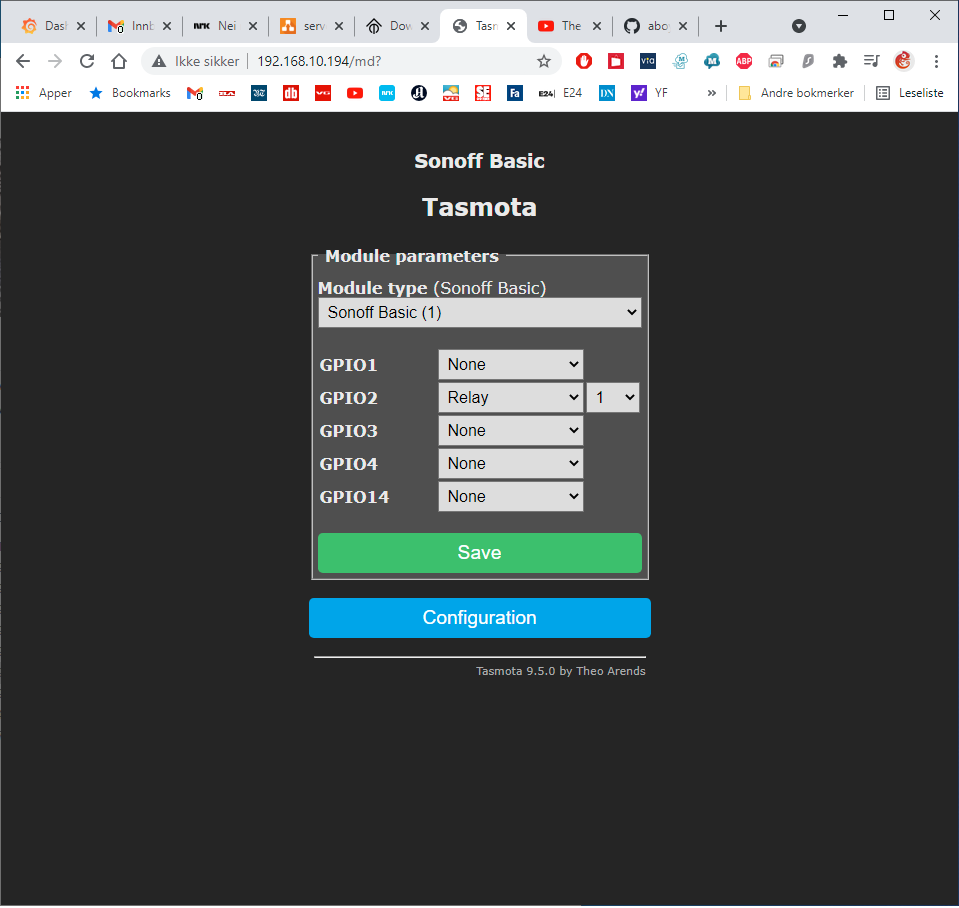 Dash
Innb
nrk Nei
serv
Dow
Tasm
The
abo
Ikke sikker 192.168.10.194/md?
Apper Bookmarks E24 E24 YF » Andre bokmerker Leseliste
Sonoff Basic
Tasmota
Module parameters
Module type (Sonoff Basic)
Sonoff Basic (1)
GPIO1 None
GPIO2 Relay 1
GPIO3 None
GPIO4 None
GPIO14 None
Save
Configuration
Tasmota 9.5.0 by Theo Arends